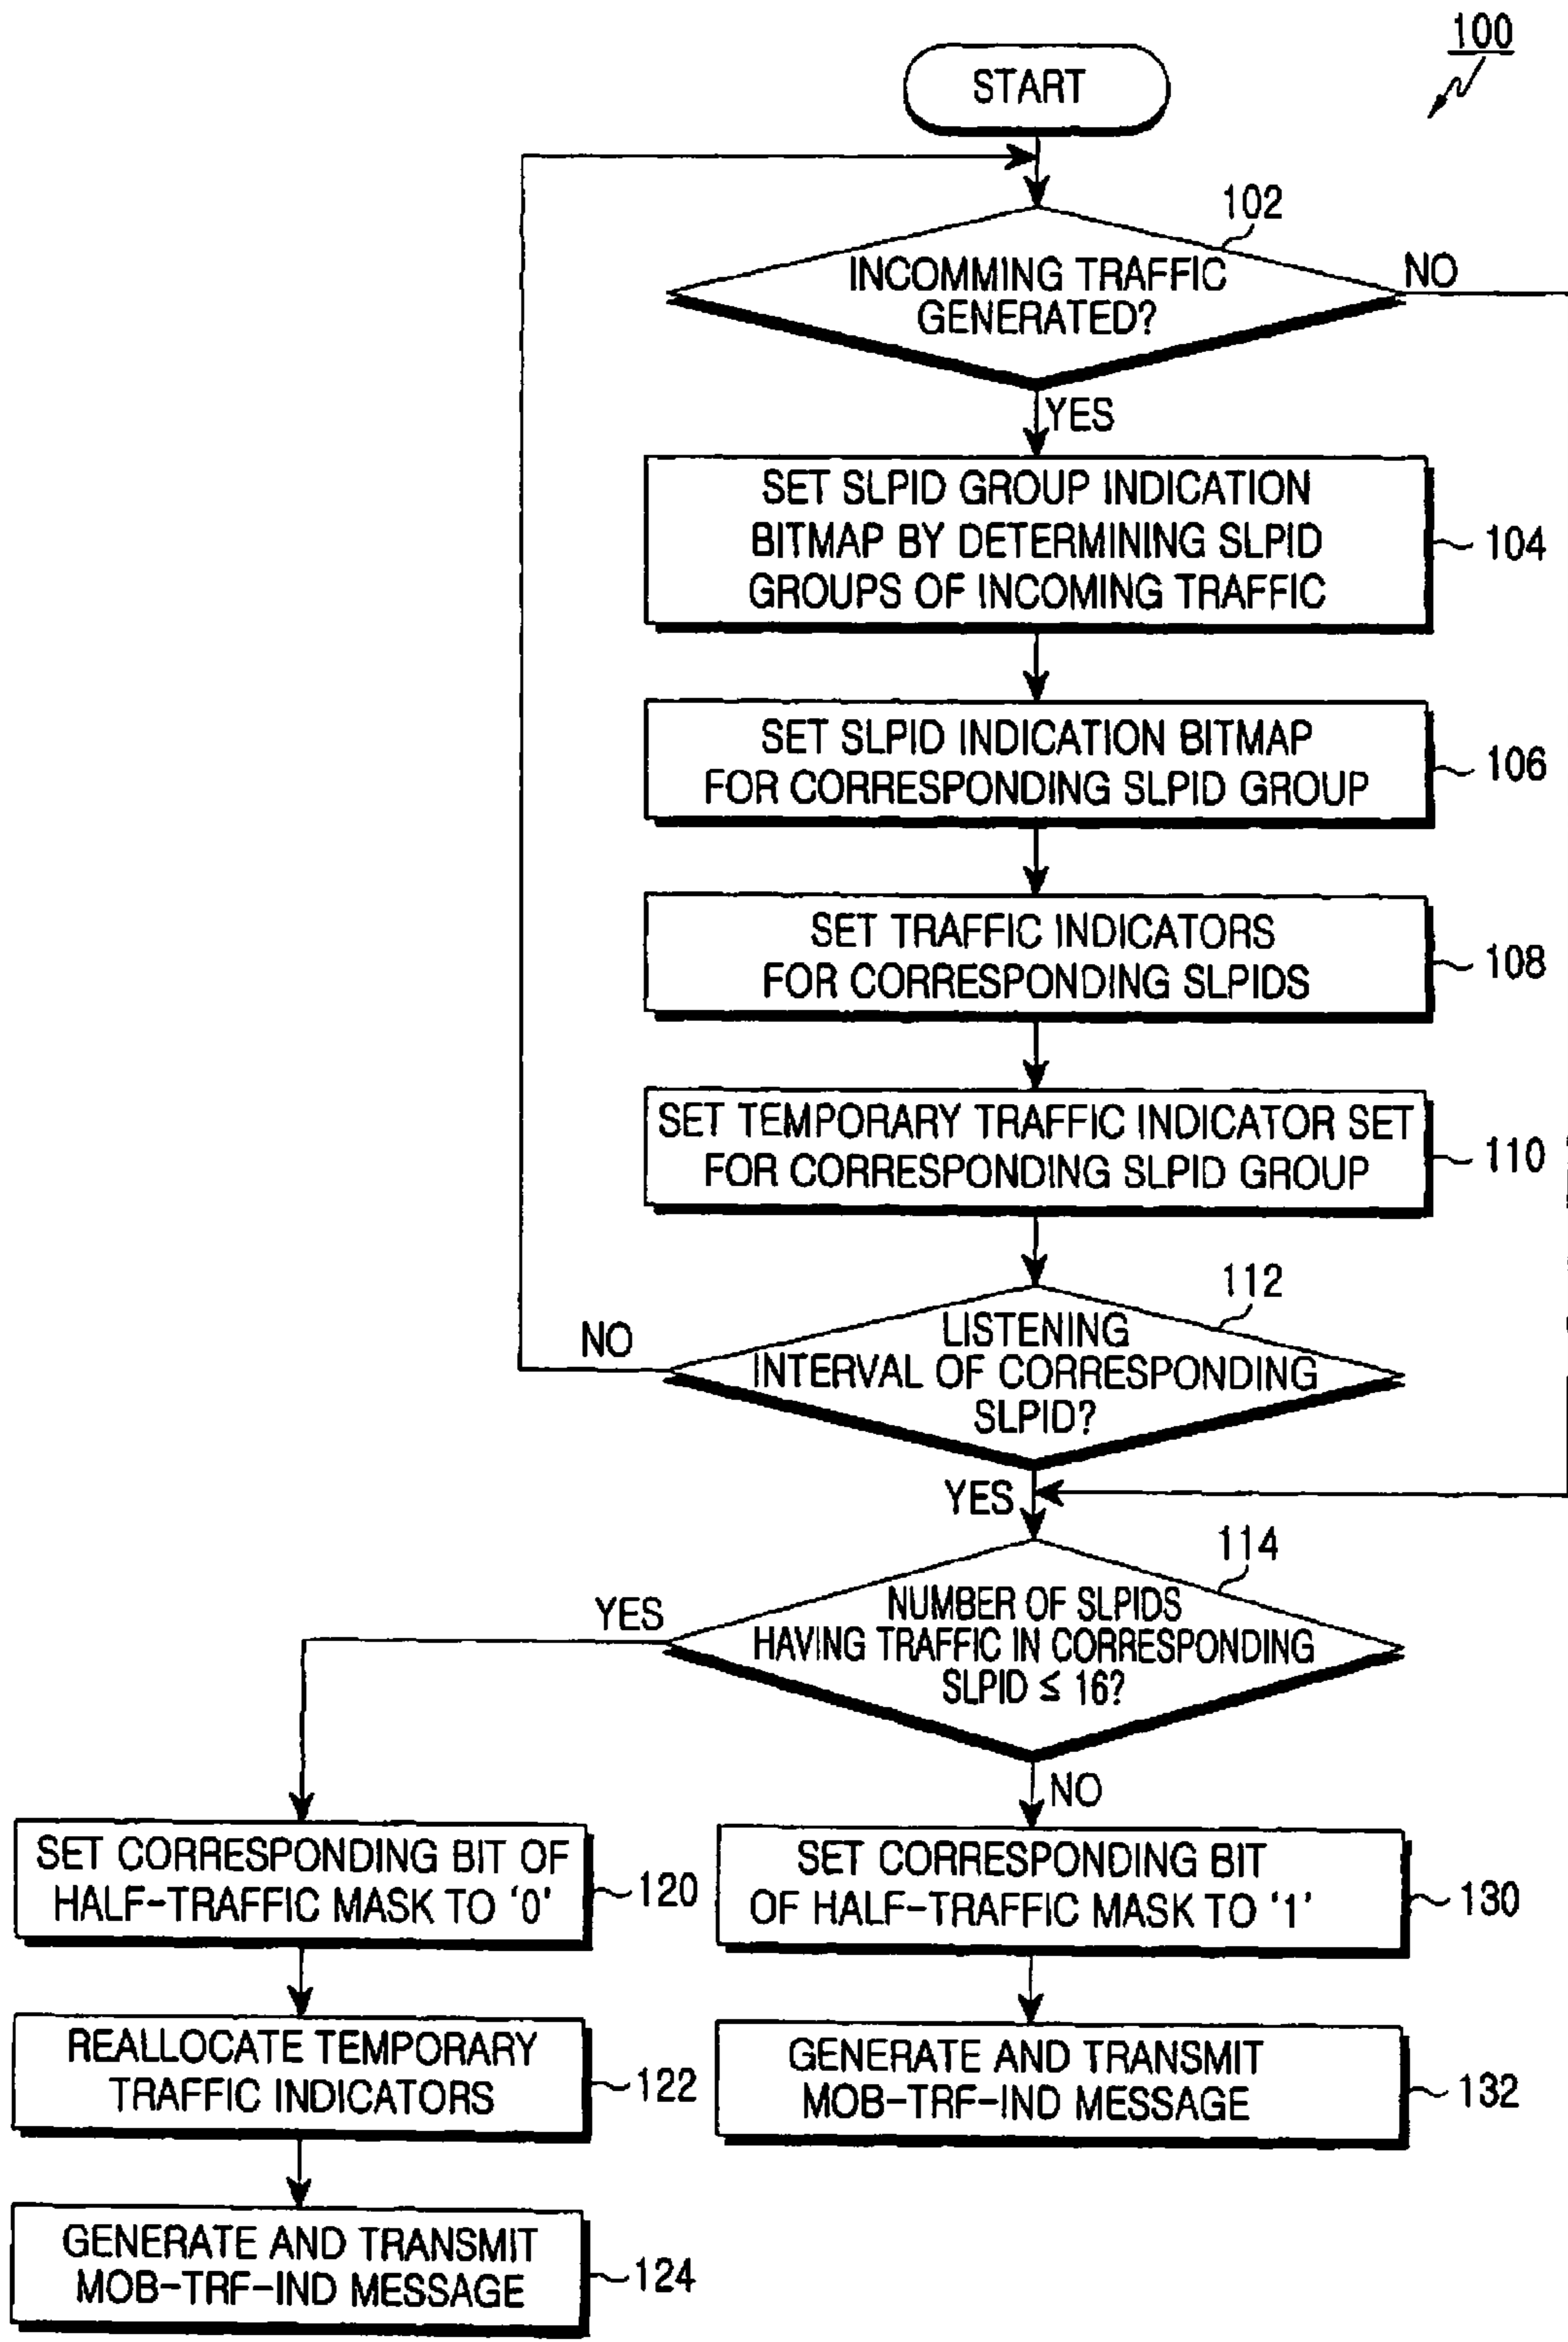 100
START
102
INCOMMING TRAFFIC
GENERATED?
NO
YES
SET SLPID GROUP INDICATION
BITMAP BY DETERMINING SLPID
GROUPS OF INCOMING TRAFFIC
104
SET SLPID INDICATION BITMAP
FOR CORRESPONDING SLPID GROUP
106
SET TRAFFIC INDICATORS
FOR CORRESPONDING SLPIDS
108
SET TEMPORARY TRAFFIC INDICATOR SET
FOR CORRESPONDING SLPID GROUP
110
112
LISTENING
INTERVAL OF CORRESPONDING
SLPID?
NO
YES
114
NUMBER OF SLPIDS
HAVING TRAFFIC IN CORRESPONDING
SLPID ≤ 16?
YES
NO
SET CORRESPONDING BIT OF
HALF-TRAFFIC MASK TO '0'
120
SET CORRESPONDING BIT
OF HALF-TRAFFIC MASK TO '1'
130
REALLOCATE TEMPORARY
TRAFFIC INDICATORS
122
GENERATE AND TRANSMIT
MOB-TRF-IND MESSAGE
132
GENERATE AND TRANSMIT
MOB-TRF-IND MESSAGE
124